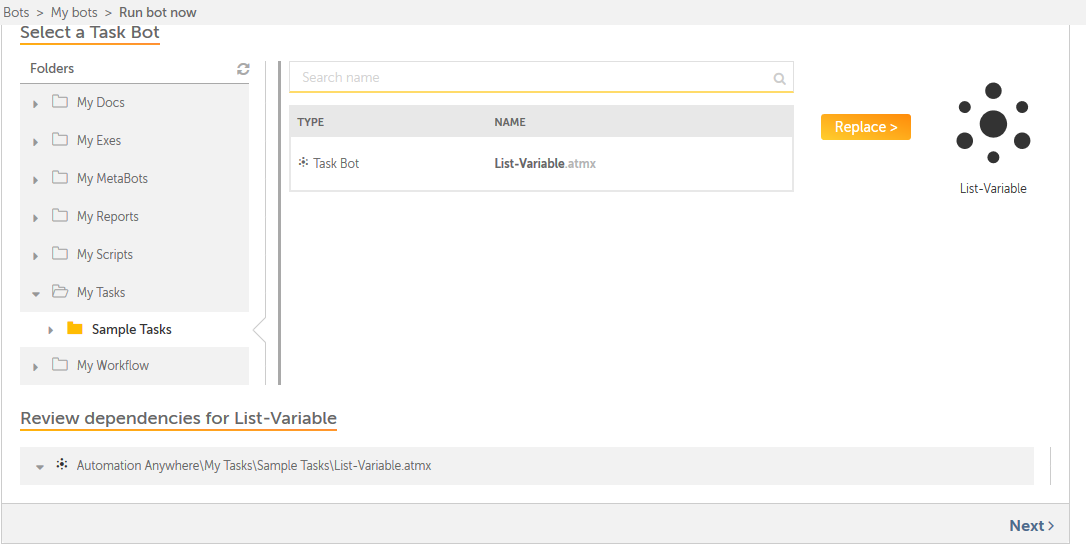 Bots > My bots > Run bot now
Select a Task Bot
Folders
My Docs
My Exes
My MetaBots
My Reports
My Scripts
My Tasks
Sample Tasks
My Workflow
Search name
TYPE NAME
Task Bot List-Variable.atmx
Replace >
List-Variable
Review dependencies for List-Variable
Automation Anywhere\My Tasks\Sample Tasks\List-Variable.atmx
Next >